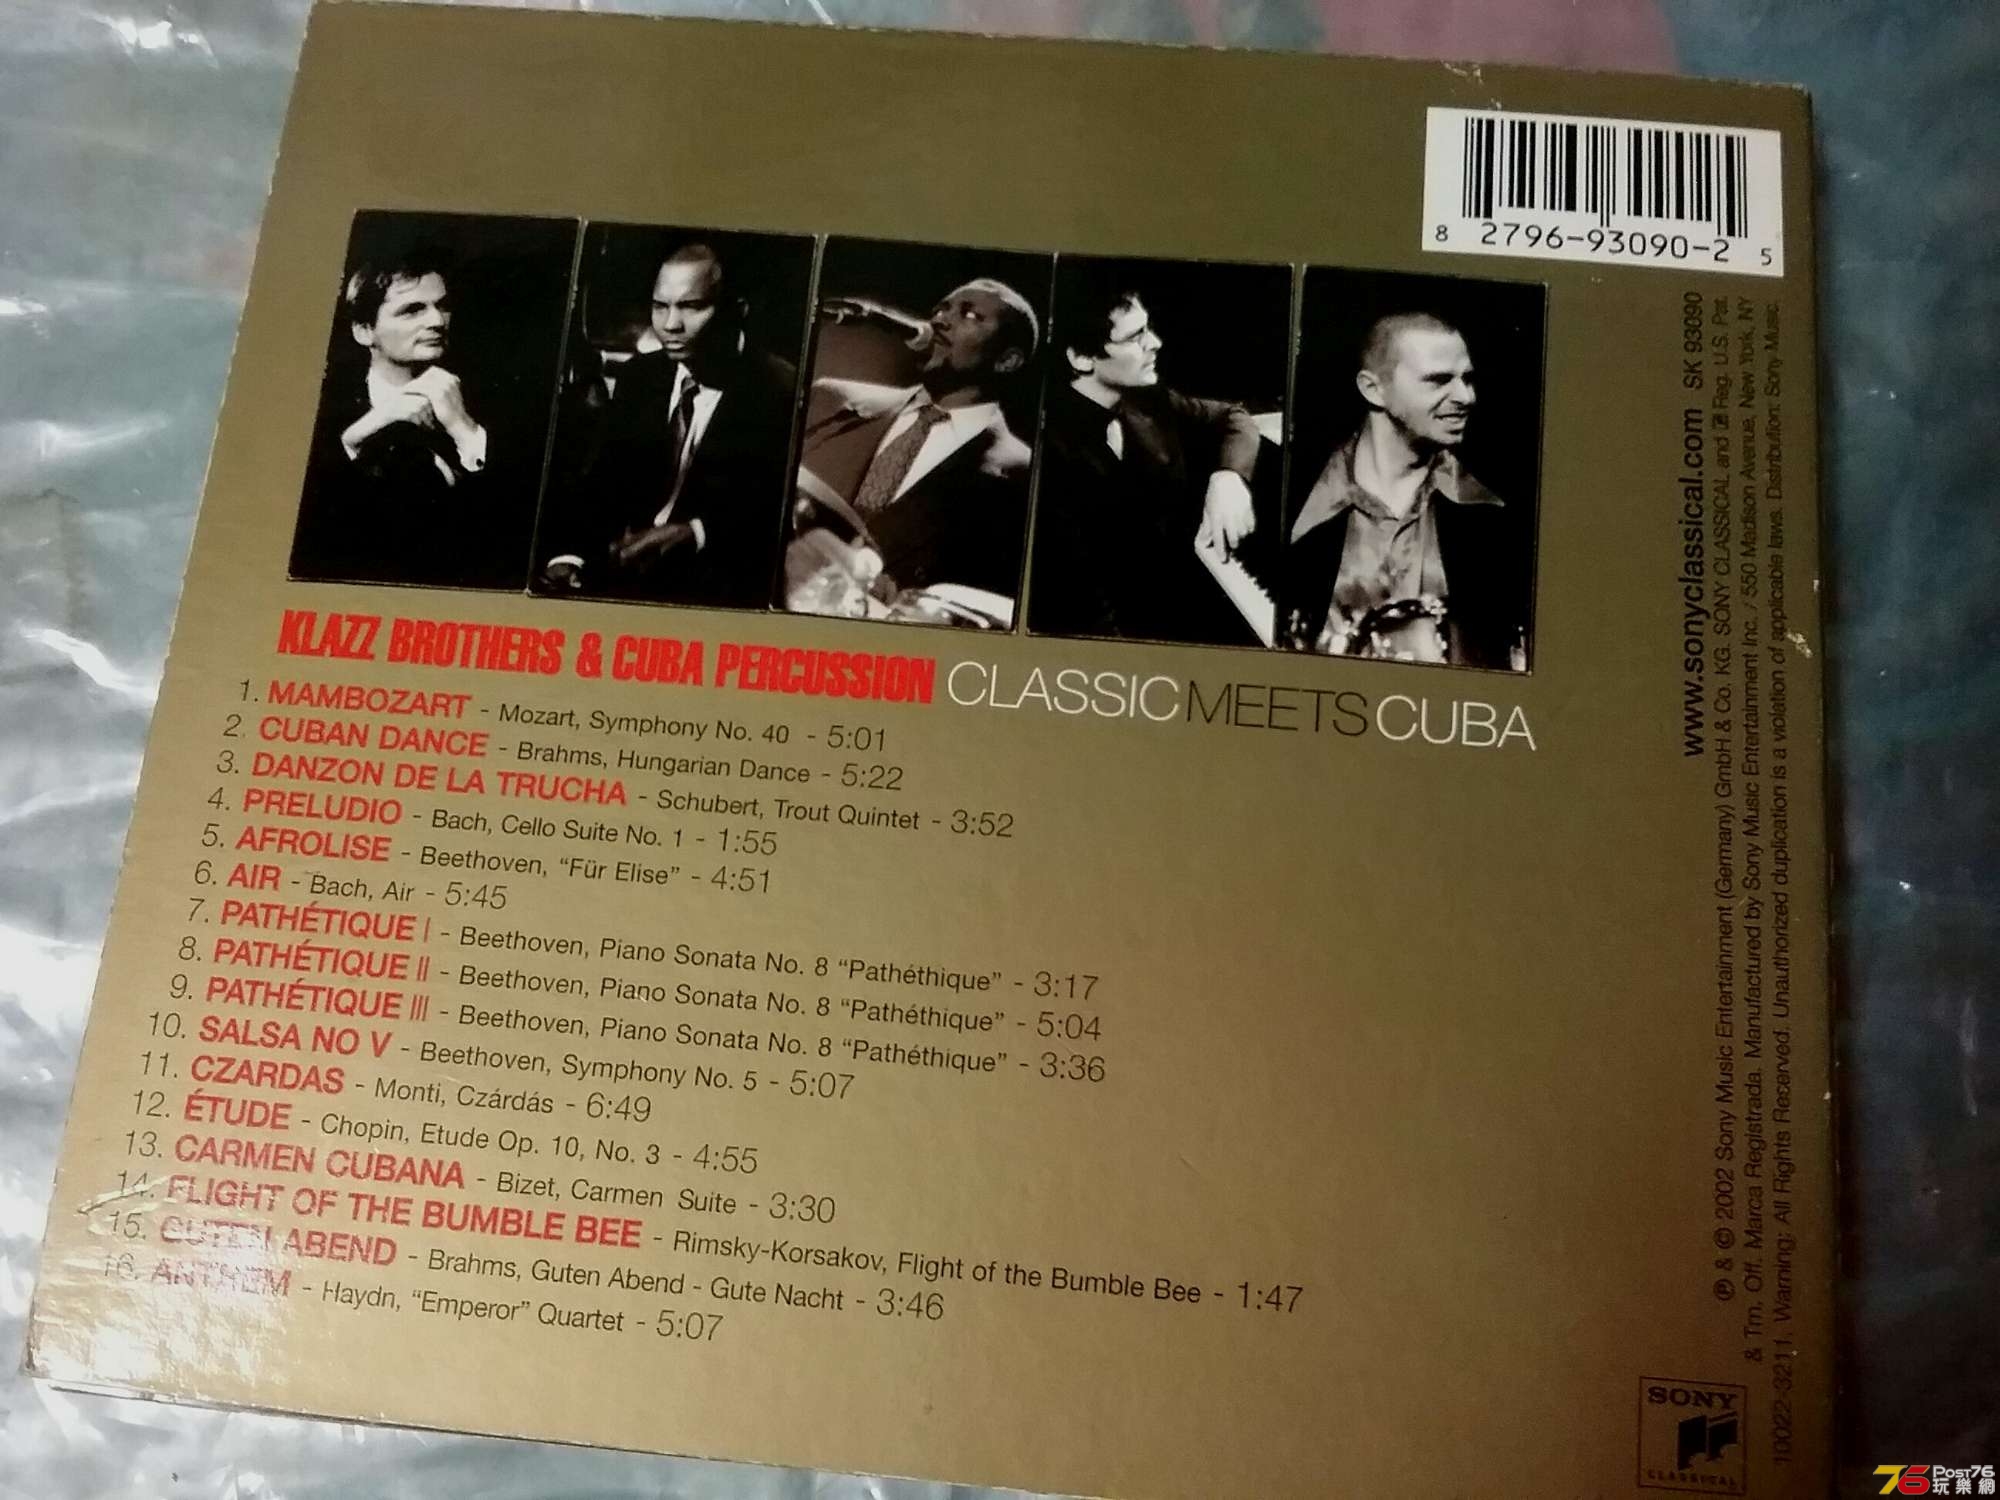 8 2796-93090-2 5
KLAZZ BROTHERS & CUBA PERCUSSION CLASSIC MEETS CUBA
1. MAMBOZART - Mozart, Symphony No. 40 - 5:01
2. CUBAN DANCE - Brahms, Hungarian Dance - 5:22
3. DANZON DE LA TRUCHA - Schubert, Trout Quintet - 3:52
4. PRELUDIO - Bach, Cello Suite No. 1 - 1:55
5. AFROLISE - Beethoven, "Für Elise" - 4:51
6. AIR - Bach, Air - 5:45
7. PATHÉTIQUE I - Beethoven, Piano Sonata No. 8 "Pathéthique" - 3:17
8. PATHÉTIQUE II - Beethoven, Piano Sonata No. 8 "Pathéthique" - 5:04
9. PATHÉTIQUE III - Beethoven, Piano Sonata No. 8 "Pathéthique" - 3:36
10. SALSA NO V - Beethoven, Symphony No. 5 - 5:07
11. CZARDAS - Monti, Czárdás - 6:49
12. ÉTUDE - Chopin, Etude Op. 10, No. 3 - 4:55
13. CARMEN CUBANA - Bizet, Carmen Suite - 3:30
14. FLIGHT OF THE BUMBLE BEE - Rimsky-Korsakov, Flight of the Bumble Bee - 1:47
15. GUTEN ABEND - Brahms, Guten Abend - Gute Nacht - 3:46
16. ANTHEM - Haydn, "Emperor" Quartet - 5:07
www.sonyclassical.com SK 93090
℗ & © 2002 Sony Music Entertainment (Germany) GmbH & Co. KG. SONY CLASSICAL and Reg. U.S. Pat.
& Tm. Off. Marca Registrada. Manufactured by Sony Music Entertainment Inc. / 550 Madison Avenue, New York, NY
10022-3211. Warning: All Rights Reserved. Unauthorized duplication is a violation of applicable laws. Distribution: Sony Music.
SONY
CLASSICAL
76 Post76
玩樂網